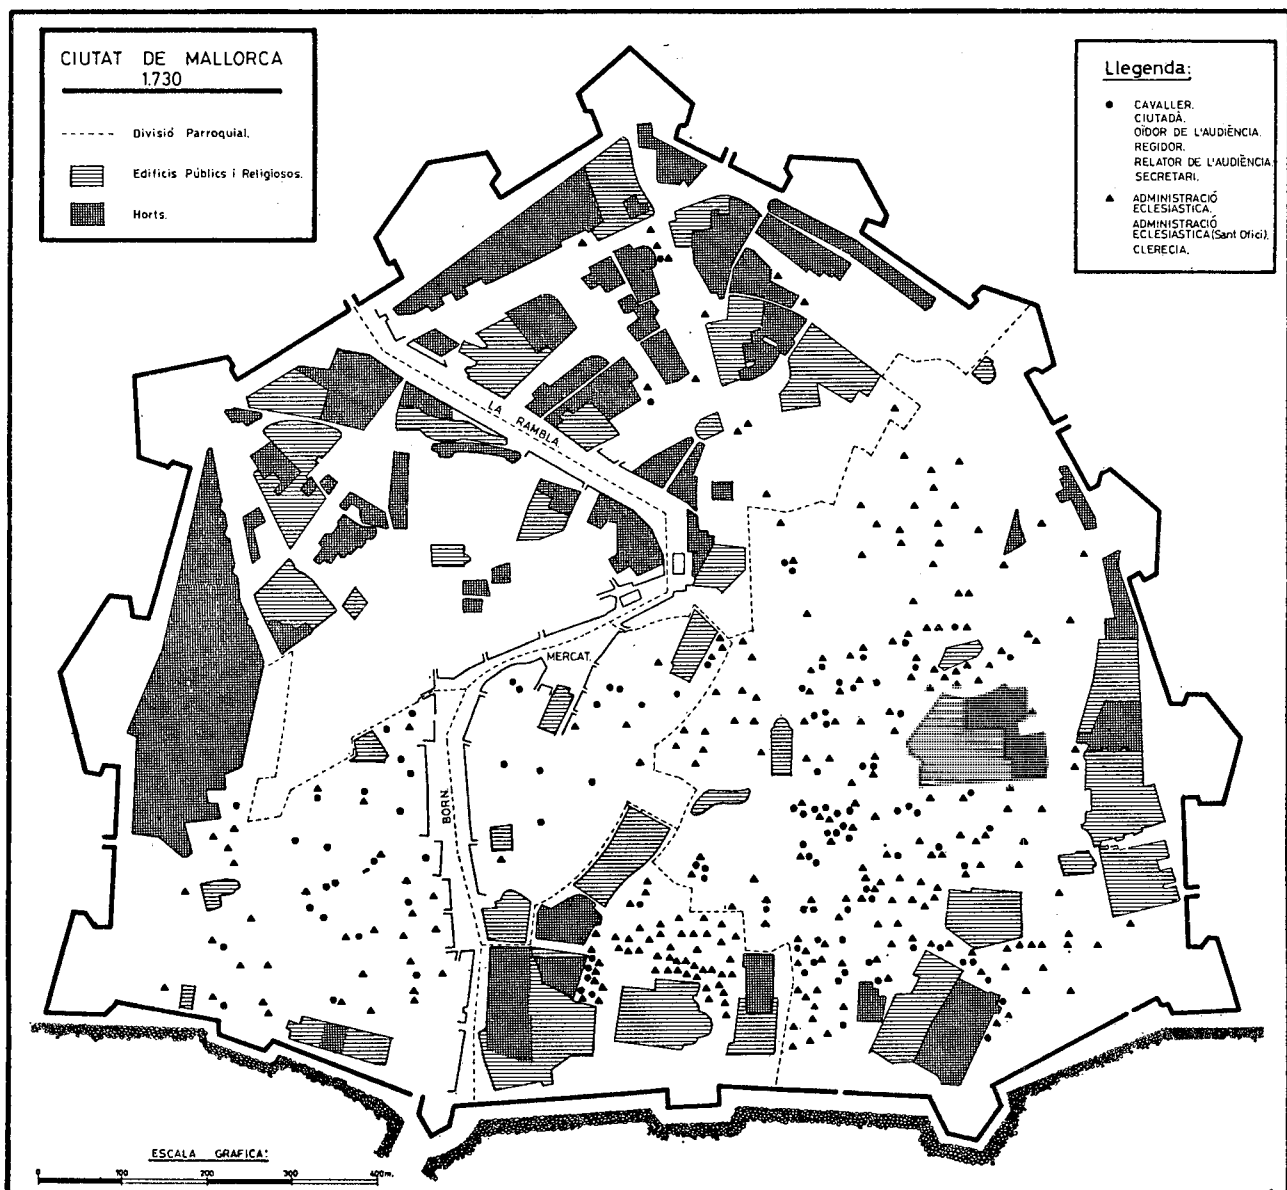 CIUTAT DE MALLORCA
1.730
Divisió Parroquial.
Edificis Públics i Religiosos.
Horts.
Llegenda:
CAVALLER.
CIUTADÀ.
OÏDOR DE L'AUDIÈNCIA.
REGIDOR.
RELATOR DE L'AUDIÈNCIA
SECRETARI.
ADMINISTRACIÓ
ECLESIASTICA.
ADMINISTRACIÓ
ECLESIASTICA (Sant Ofici).
CLERECIA.
LA RAMBLA.
MERCAT.
BORN.
ESCALA GRAFICA:
0 100 200 300 400m.